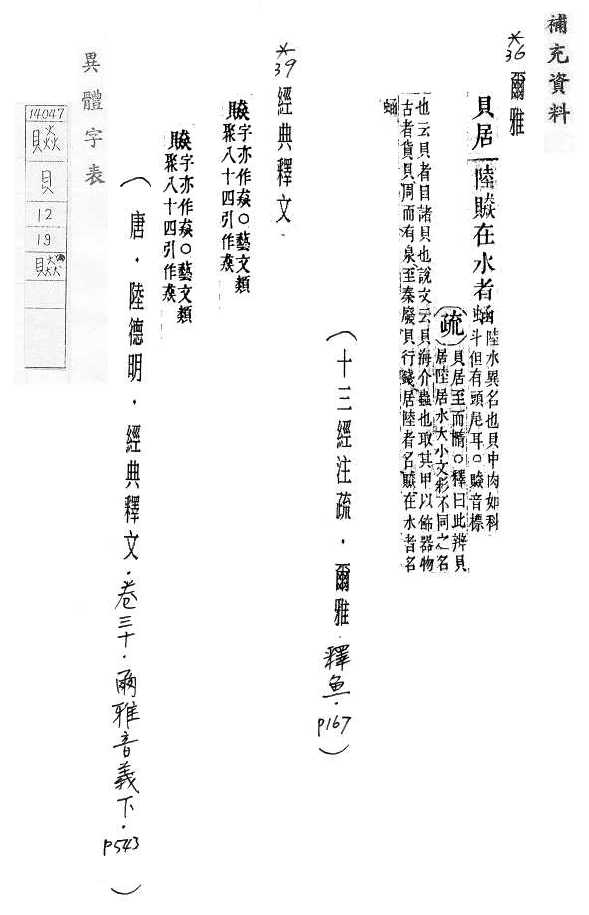 補充資料
*36 爾雅
貝居陸贆在水者蜬
陸水異名也貝中肉如科
斗但有頭尾耳○贆音標
疏
貝居至而橢○釋曰此辨貝
居陸居水大小文彩不同之名
也云貝者目諸貝也說文云貝海介蟲也取其甲以飾器物
古者貨貝周而有泉至秦廢貝行錢居陸者名贆在水者名
蜬
(十三經注疏．爾雅．釋魚．p167)
*39 經典釋文．
贆字亦作猋○藝文類
聚八十四引作猋
贆字亦作猋○藝文類
聚八十四引作猋
(唐．陸德明．經典釋文．卷三十．爾雅音義下．p543)
異體字表
14047
貝
12
19